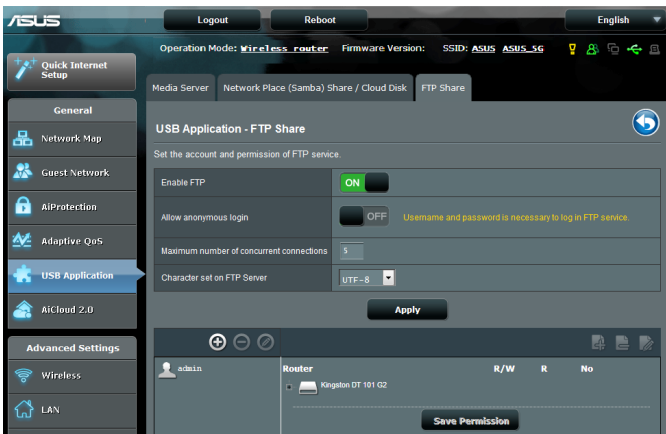 ASUS Logout Reboot English
Operation Mode: Wireless router Firmware Version: SSID: ASUS ASUS_5G
Quick Internet Setup
General
Network Map
Guest Network
AiProtection
Adaptive QoS
USB Application
AiCloud 2.0
Advanced Settings
Wireless
LAN
Media Server Network Place (Samba) Share / Cloud Disk FTP Share
USB Application - FTP Share
Set the account and permission of FTP service.
Enable FTP ON
Allow anonymous login OFF Username and password is necessary to log in FTP service.
Maximum number of concurrent connections 5
Character set on FTP Server UTF-8
Apply
admin
Router R/W R No
Kingston DT 101 G2
Save Permission